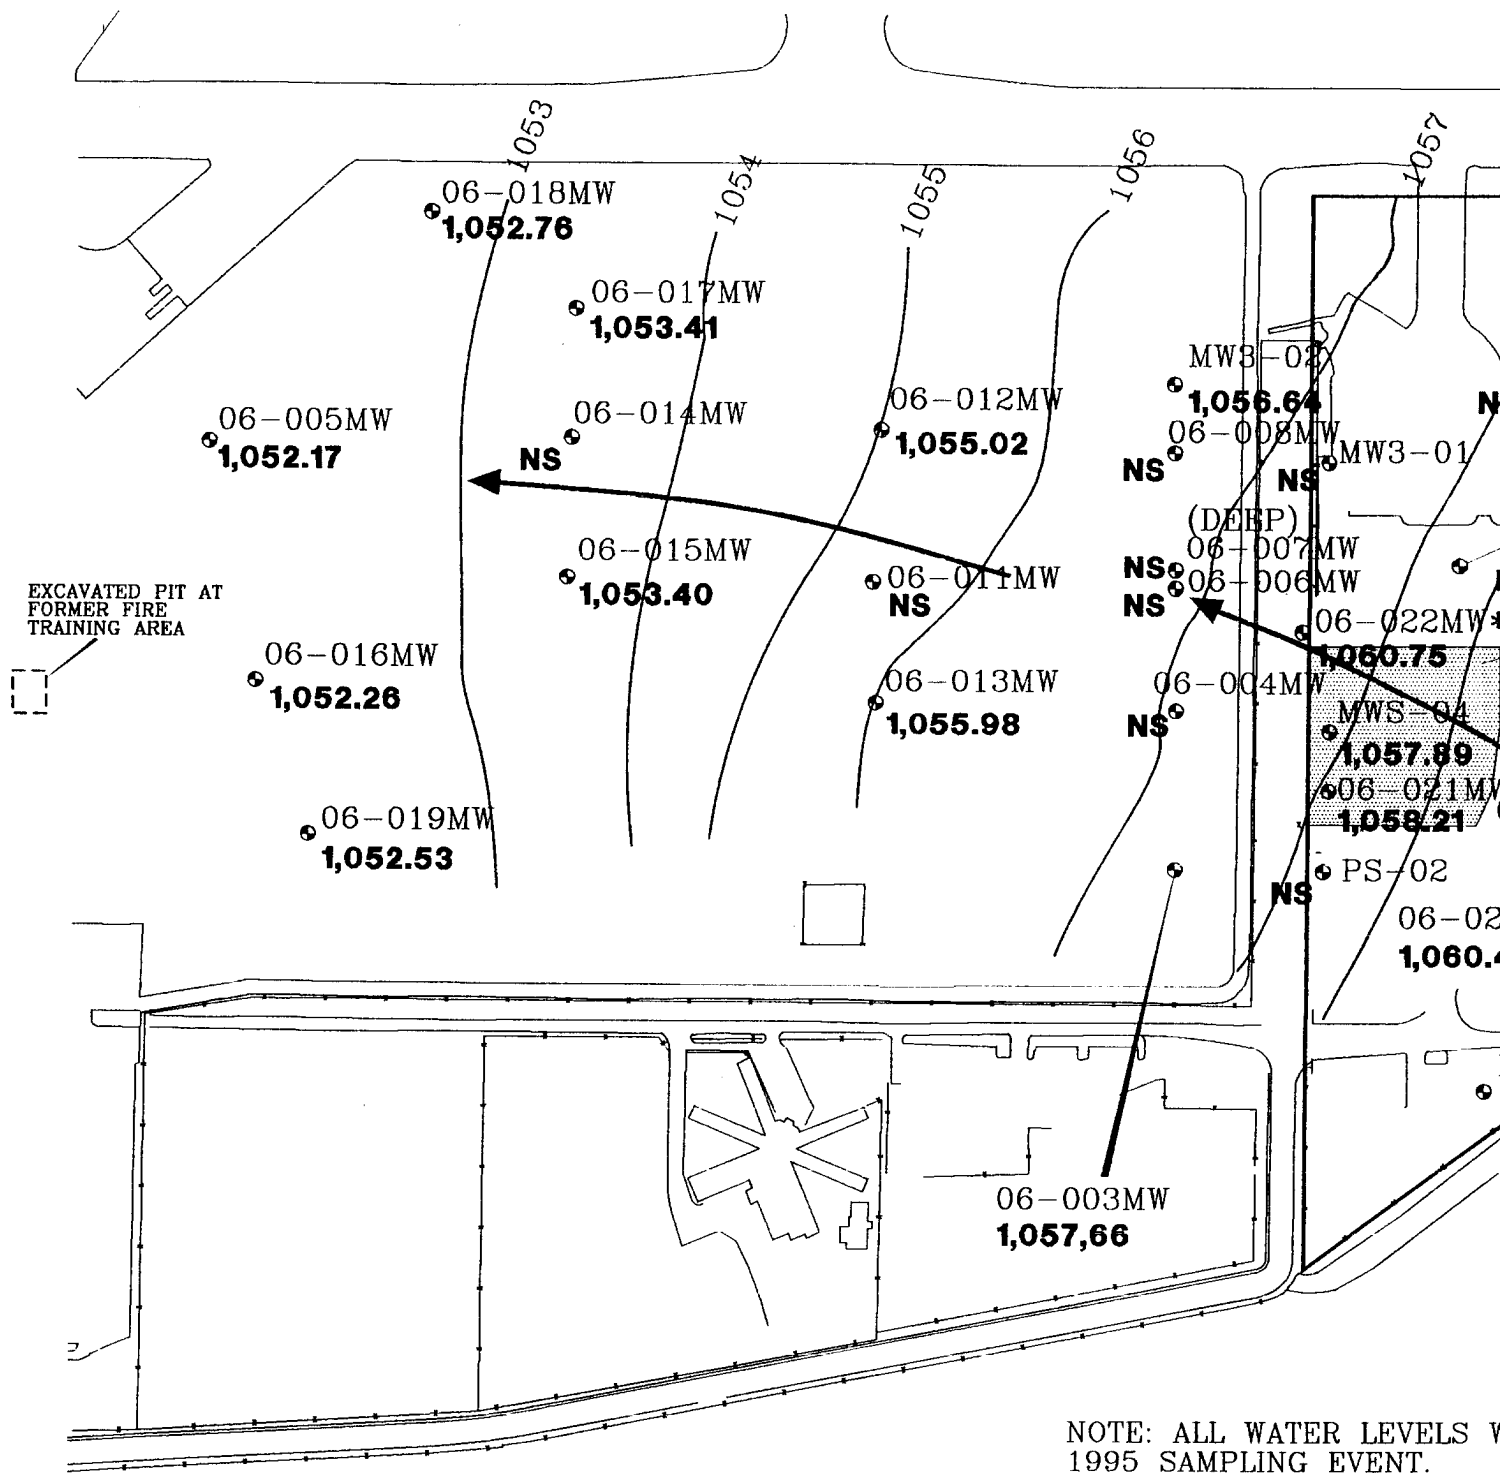 1053
1054
1055
1056
1057
06-018MW
1,052.76
06-017MW
1,053.41
06-005MW
1,052.17
06-014MW
NS
06-012MW
1,055.02
MW3-02
1,056.64
06-008MW
NS
MW3-01
NS
(DEEP)
06-007MW
NS
06-006MW
NS
06-015MW
1,053.40
06-011MW
NS
EXCAVATED PIT AT
FORMER FIRE
TRAINING AREA
06-022MW*
1,060.75
06-016MW
1,052.26
06-013MW
1,055.98
06-004MW
NS
MWS-04
1,057.89
06-021MW
1,058.21
06-019MW
1,052.53
PS-02
NS
06-02
1,060.4
06-003MW
1,057,66
NOTE: ALL WATER LEVELS W
1995 SAMPLING EVENT.